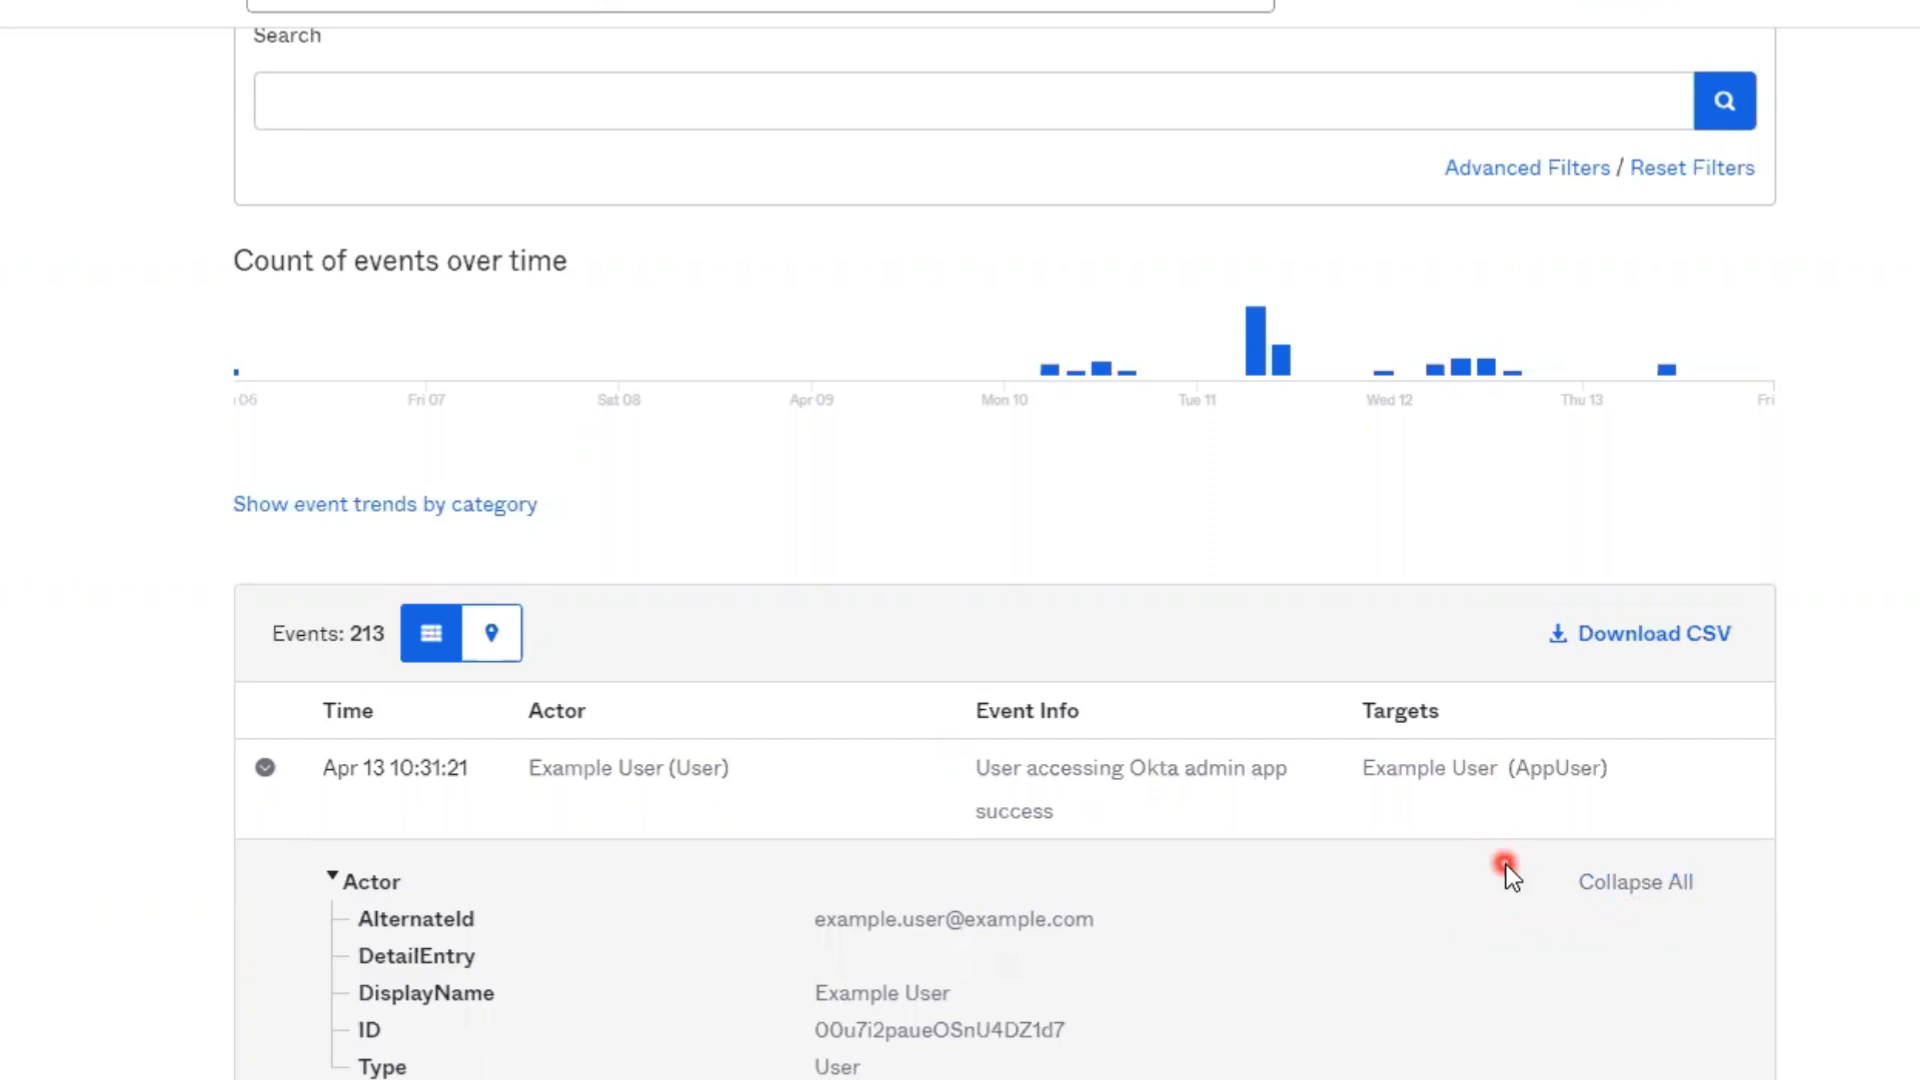 Search
Advanced Filters / Reset Filters
Count of events over time
06 Fri 07 Sat 08 Apr 09 Mon 10 Tue 11 Wed 12 Thu 13 Fri
Show event trends by category
Events: 213
Download CSV
Time Actor Event Info Targets
Apr 13 10:31:21 Example User (User) User accessing Okta admin app Example User (AppUser)
success
Actor Collapse All
AlternateId example.user@example.com
DetailEntry
DisplayName Example User
ID 00u7i2paueOSnU4DZ1d7
Type User